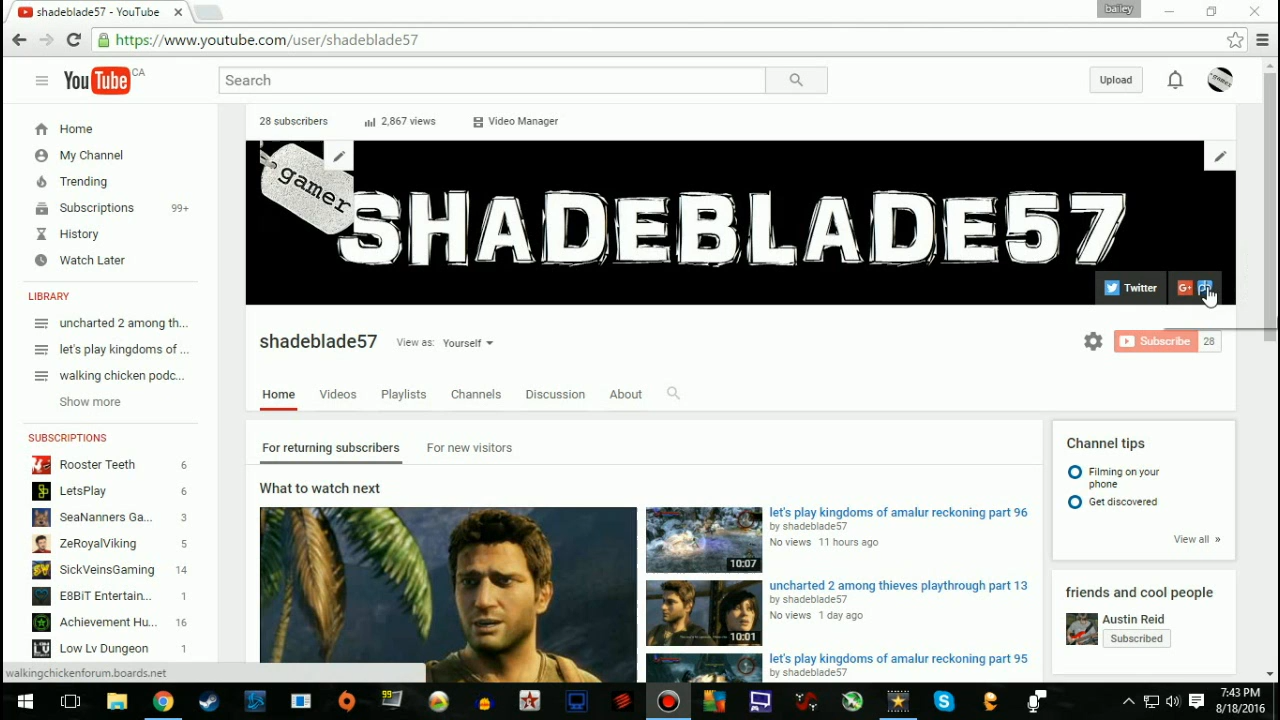 shadeblade57 - YouTube
bailey
https://www.youtube.com/user/shadeblade57
YouTube CA
Search
Upload
Home
My Channel
Trending
Subscriptions 99+
History
Watch Later
LIBRARY
uncharted 2 among th...
let's play kingdoms of ...
walking chicken podc...
Show more
SUBSCRIPTIONS
Rooster Teeth 6
LetsPlay 6
SeaNanners Ga... 3
ZeRoyalViking 5
SickVeinsGaming 14
E8BiT Entertain... 1
Achievement Hu... 16
Low Lv Dungeon 1
walkingchickenforum.boards.net
28 subscribers 2,867 views Video Manager
gamer
SHADEBLADE57
Twitter G+
shadeblade57 View as: Yourself
Subscribe 28
Home Videos Playlists Channels Discussion About
For returning subscribers For new visitors
What to watch next
let's play kingdoms of amalur reckoning part 96
by shadeblade57
No views 11 hours ago
10:07
uncharted 2 among thieves playthrough part 13
by shadeblade57
No views 1 day ago
10:01
let's play kingdoms of amalur reckoning part 95
by shadeblade57
Channel tips
Filming on your
phone
Get discovered
View all »
friends and cool people
Austin Reid
Subscribed
99
7:43 PM
8/18/2016